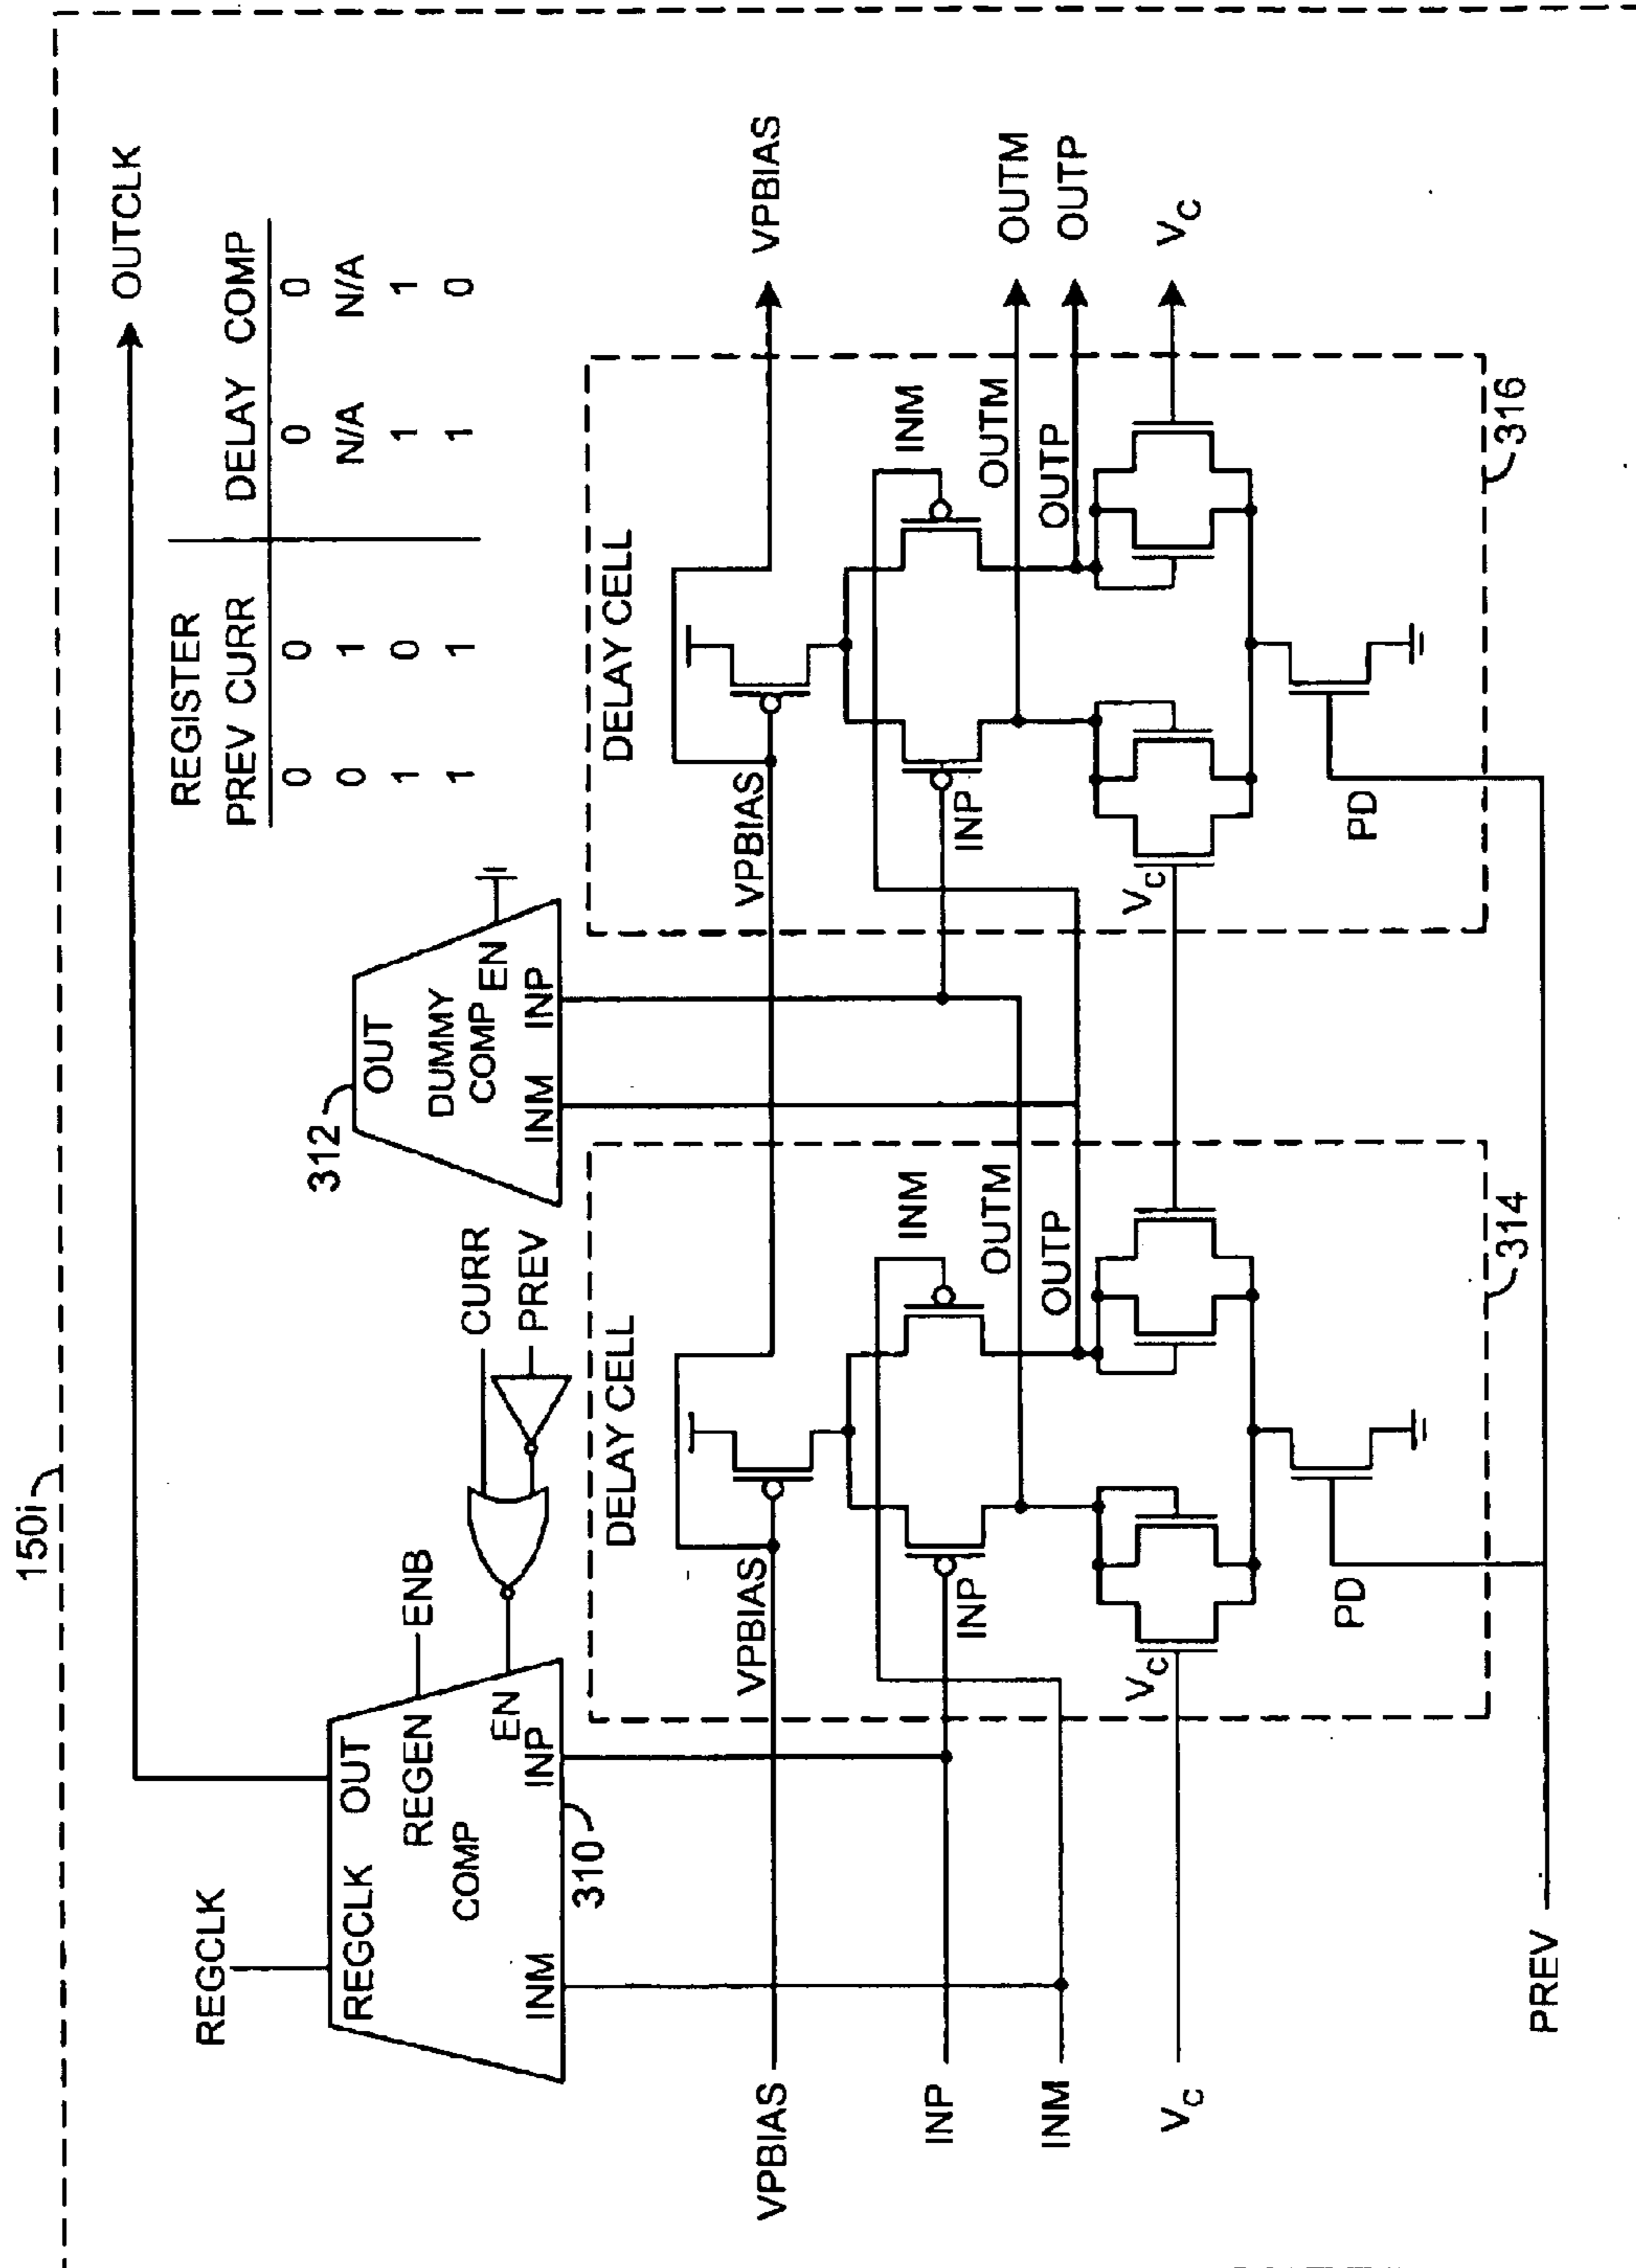 150i
OUTCLK
REGCLK
REGCLK OUT
REGEN
ENB
COMP
EN
INM
INP
310
CURR
PREV
312
OUT
DUMMY
COMP
EN
INM INP
REGISTER
PREV CURR DELAY COMP
0 0 0 0
0 1 N/A N/A
1 0 1 1
1 1 1 0
DELAY CELL
VPBIAS
INP
INM
OUTM
OUTP
VC
PD
314
DELAY CELL
VPBIAS
INP
INM
OUTM
OUTP
VC
PD
316
VPBIAS
INP
INM
VC
PREV
VPBIAS
OUTM
OUTP
VC